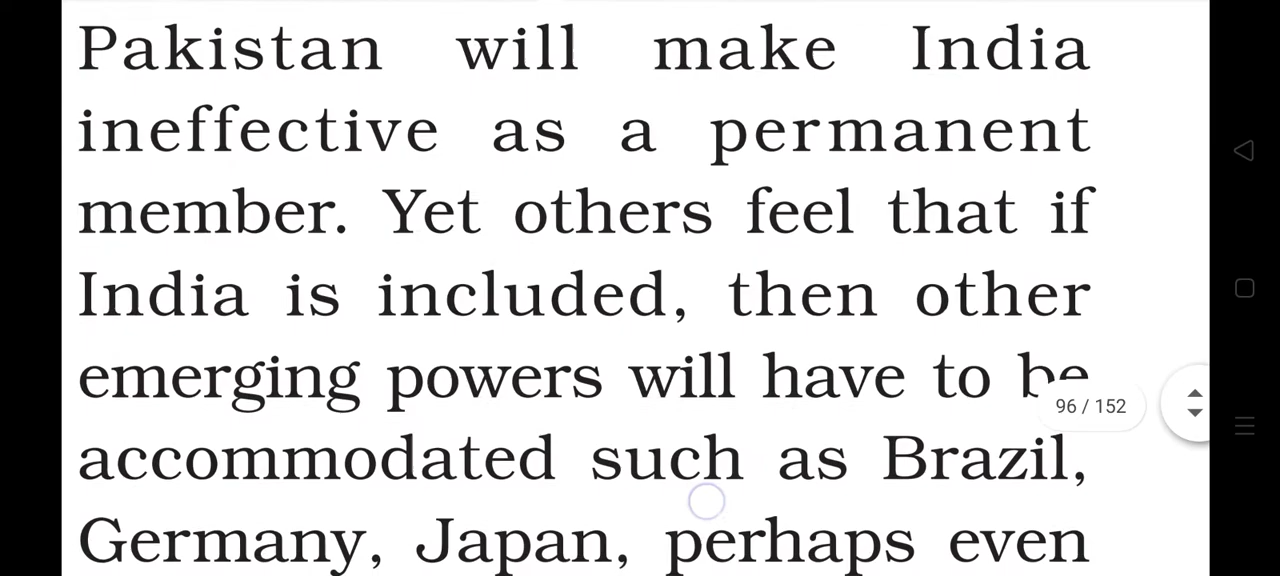 Pakistan will make India
ineffective as a permanent
member. Yet others feel that if
India is included, then other
emerging powers will have to be
96 / 152
accommodated such as Brazil,
Germany, Japan, perhaps even